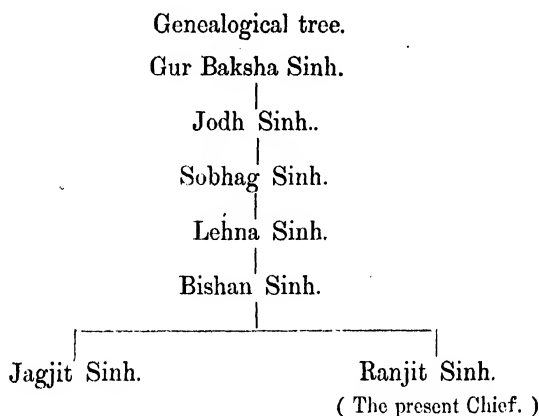 Genealogical tree.
Gur Baksha Sinh.
Jodh Sinh..
Sobhag Sinh.
Lehna Sinh.
Bishan Sinh.
Jagjit Sinh. Ranjit Sinh.
( The present Chief. )